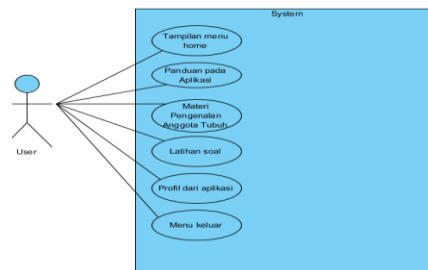 System
Tampilan menu
home
Panduan pada
Aplikasi
Materi
Pengenalan
Anggota Tubuh
Latihan soal
Profil dari aplikasi
Menu keluar
User